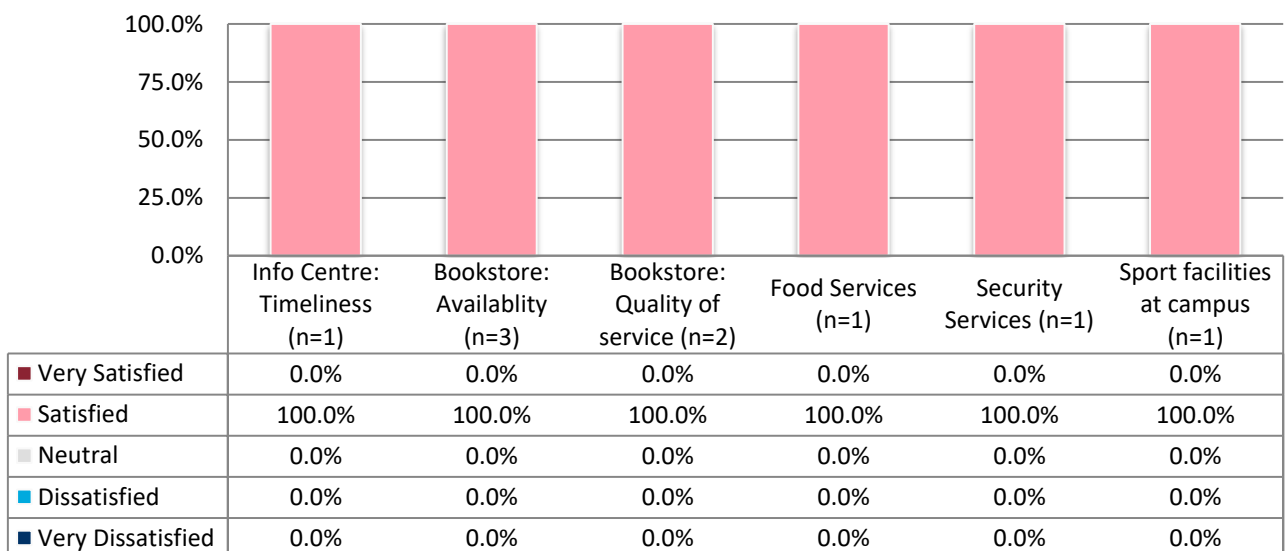 100.0%
75.0%
50.0%
25.0%
0.0%
Info Centre:
Timeliness
(n=1)
Bookstore:
Availablity
(n=3)
Bookstore:
Quality of
service (n=2)
Food Services
(n=1)
Security
Services (n=1)
Sport facilities
at campus
(n=1)
Very Satisfied 0.0% 0.0% 0.0% 0.0% 0.0% 0.0%
Satisfied 100.0% 100.0% 100.0% 100.0% 100.0% 100.0%
Neutral 0.0% 0.0% 0.0% 0.0% 0.0% 0.0%
Dissatisfied 0.0% 0.0% 0.0% 0.0% 0.0% 0.0%
Very Dissatisfied 0.0% 0.0% 0.0% 0.0% 0.0% 0.0%